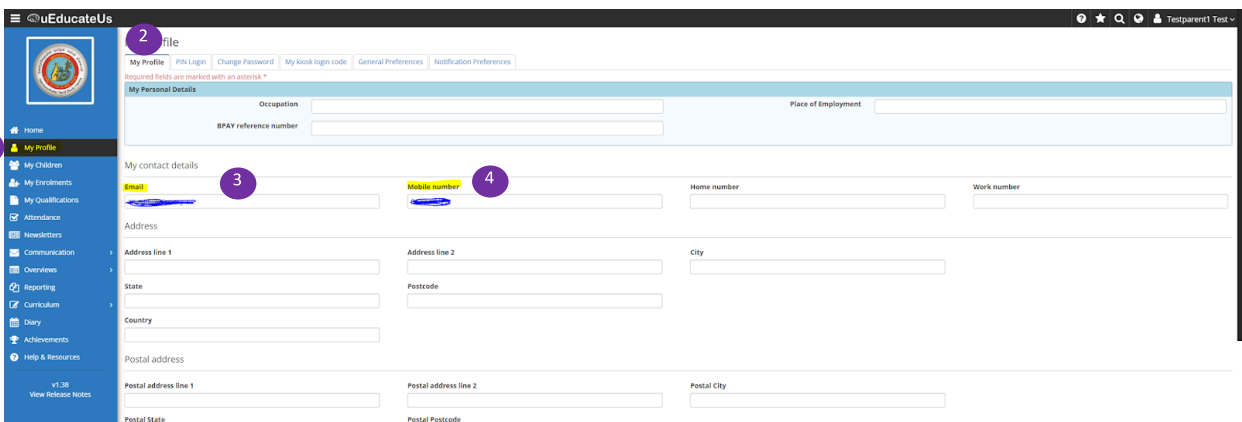 uEducateUs
Testparent1 Test
2
file
My Profile PIN Login Change Password My kiosk login code General Preferences Notification Preferences
Required fields are marked with an asterisk *
My Personal Details
Occupation Place of Employment
BPAY reference number
Home
My Profile
My Children
My Enrolments
My Qualifications
Attendance
Newsletters
Communication
Overviews
Reporting
Curriculum
Diary
Achievements
Help & Resources
v1.38
View Release Notes
My contact details
3
4
Email Mobile number Home number Work number
Address
Address line 1 Address line 2 City
State Postcode
Country
Postal address
Postal address line 1 Postal address line 2 Postal City
Postal State Postal Postcode